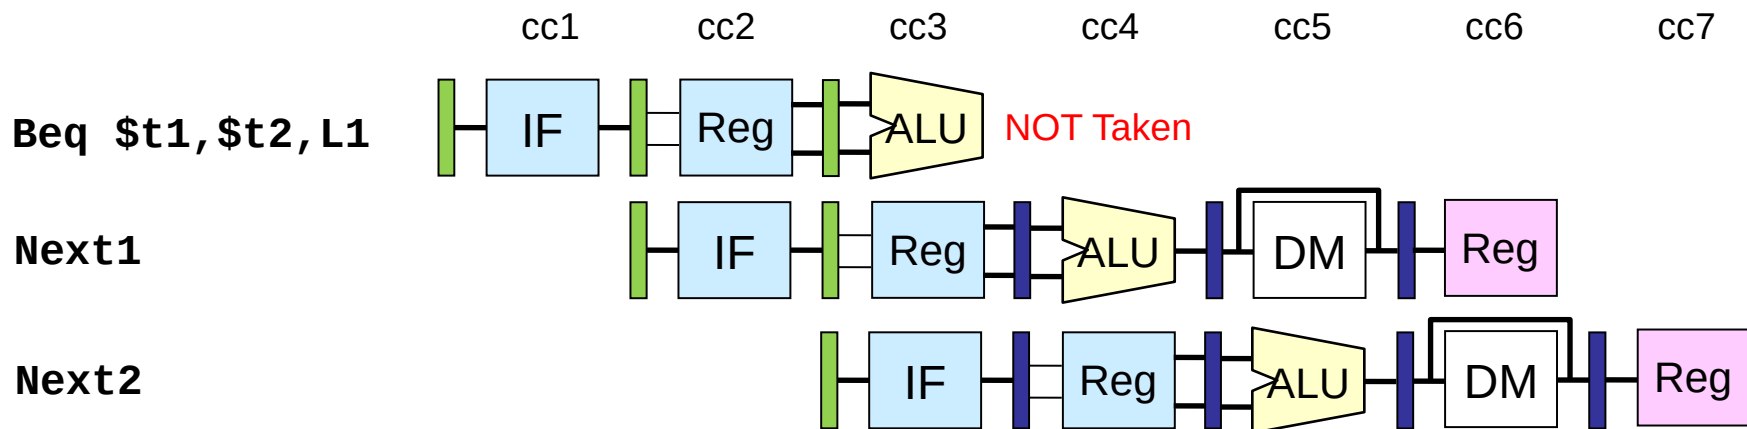 cc1 cc2 cc3 cc4 cc5 cc6 cc7
Beq $t1,$t2,L1 IF Reg ALU NOT Taken
Next1 IF Reg ALU DM Reg
Next2 IF Reg ALU DM Reg